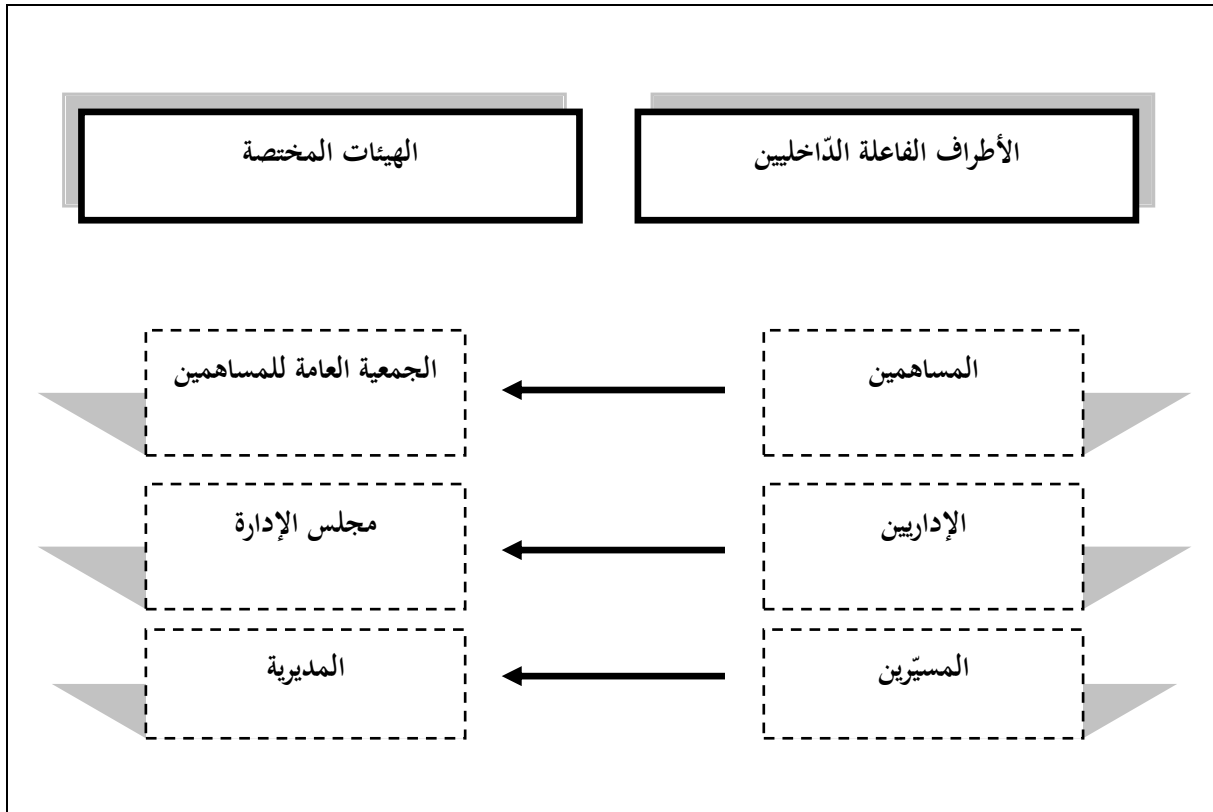 الأطراف الفاعلة الدّاخليين
الهيئات المختصة
المساهمين
الجمعية العامة للمساهمين
الإداريين
مجلس الإدارة
المسيّرين
المديرية